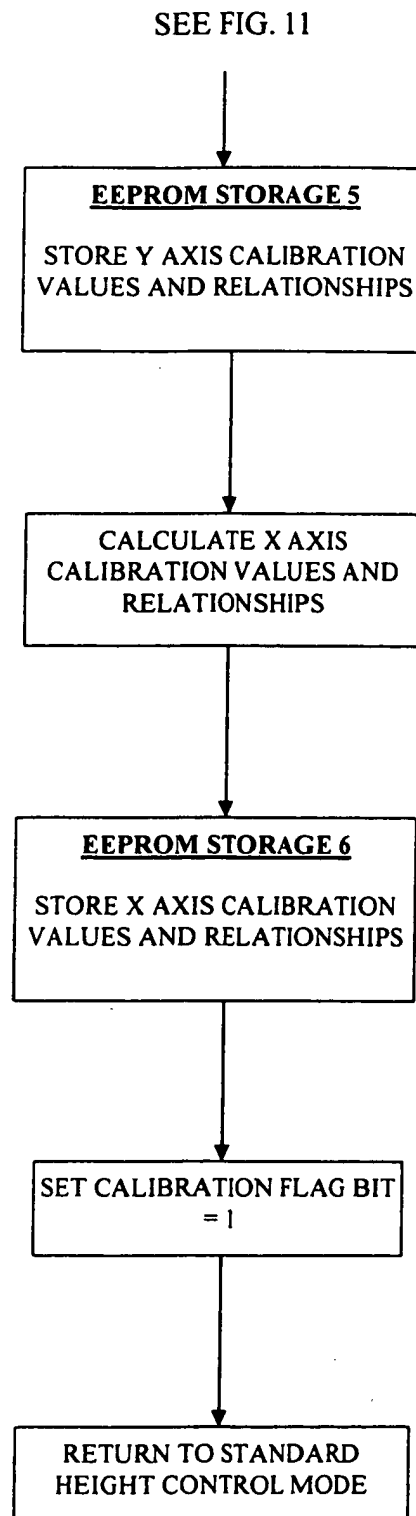 SEE FIG. 11
EEPROM STORAGE 5
STORE Y AXIS CALIBRATION
VALUES AND RELATIONSHIPS
CALCULATE X AXIS
CALIBRATION VALUES AND
RELATIONSHIPS
EEPROM STORAGE 6
STORE X AXIS CALIBRATION
VALUES AND RELATIONSHIPS
SET CALIBRATION FLAG BIT
= 1
RETURN TO STANDARD
HEIGHT CONTROL MODE